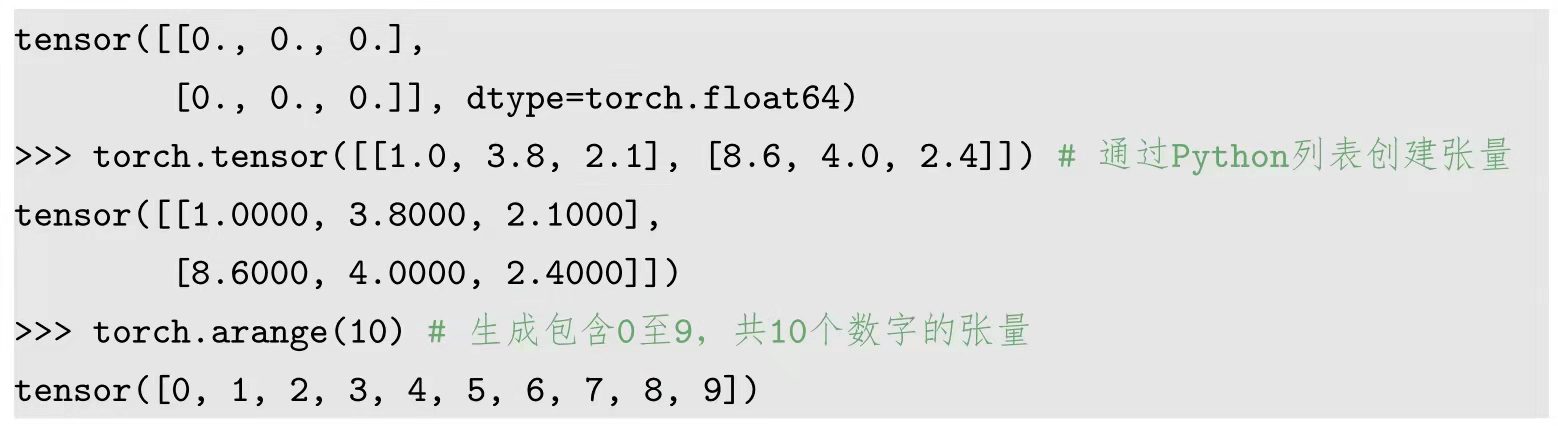 tensor([[0., 0., 0.],
[0., 0., 0.]], dtype=torch.float64)
>>> torch.tensor([[1.0, 3.8, 2.1], [8.6, 4.0, 2.4]]) # 通过Python列表创建张量
tensor([[1.0000, 3.8000, 2.1000],
[8.6000, 4.0000, 2.4000]])
>>> torch.arange(10) # 生成包含0至9，共10个数字的张量
tensor([0, 1, 2, 3, 4, 5, 6, 7, 8, 9])